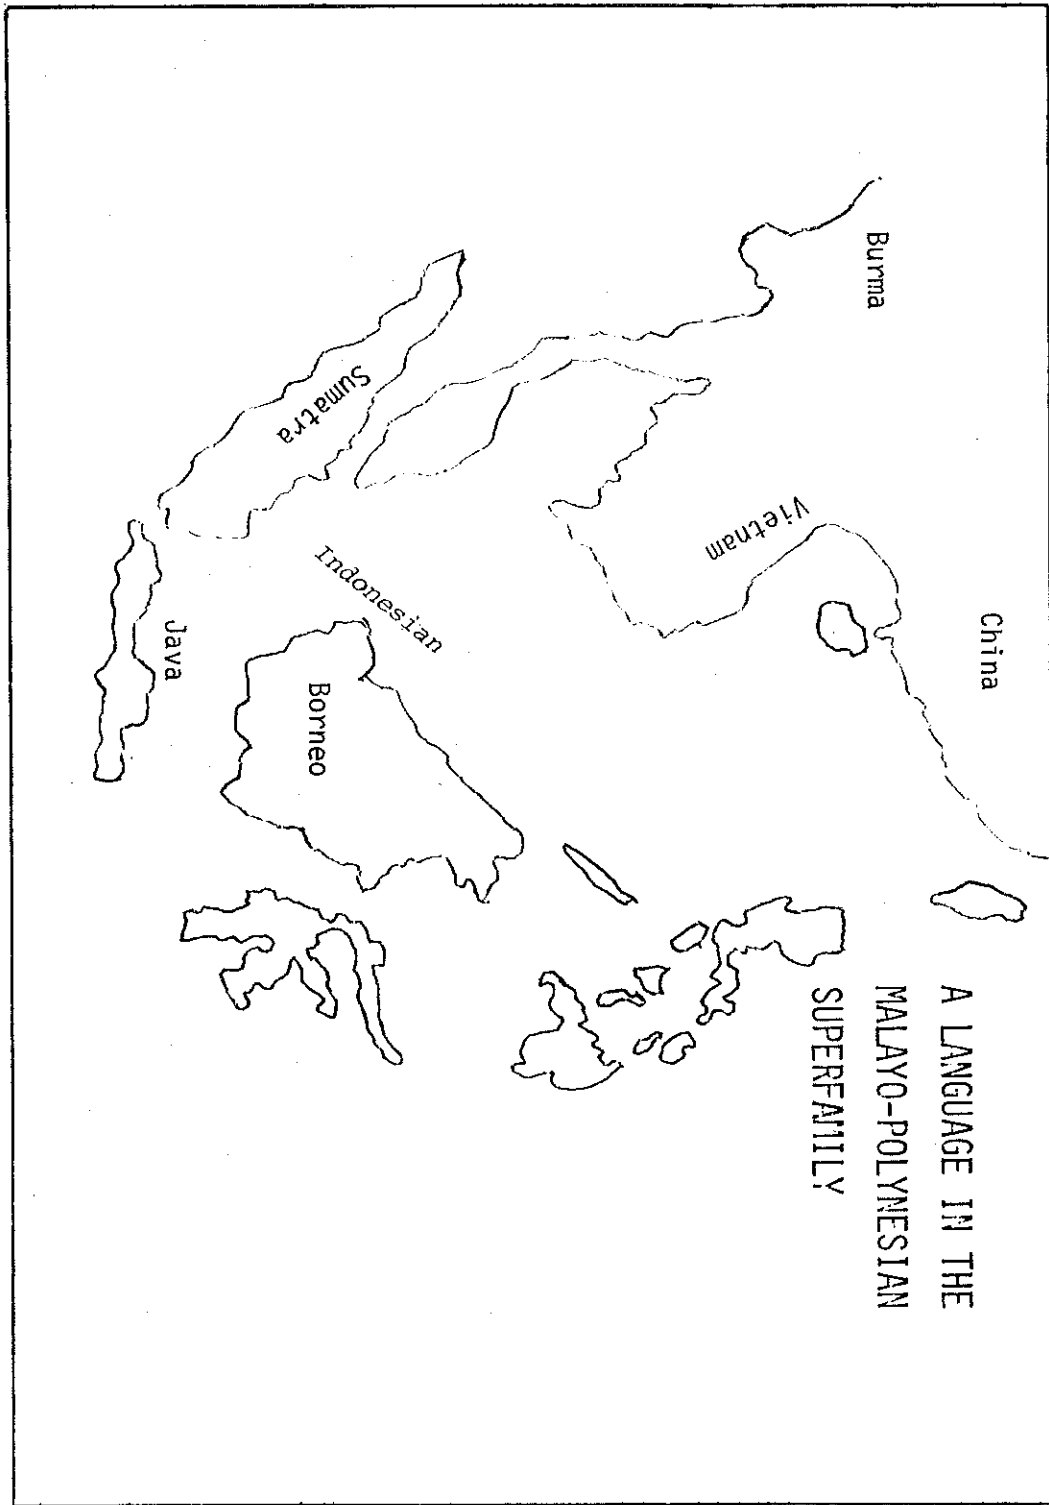 A LANGUAGE IN THE
MALAYO-POLYNESIAN
SUPERFAMILY
China
Burma
Vietnam
Sumatra
Indonesian
Borneo
Java